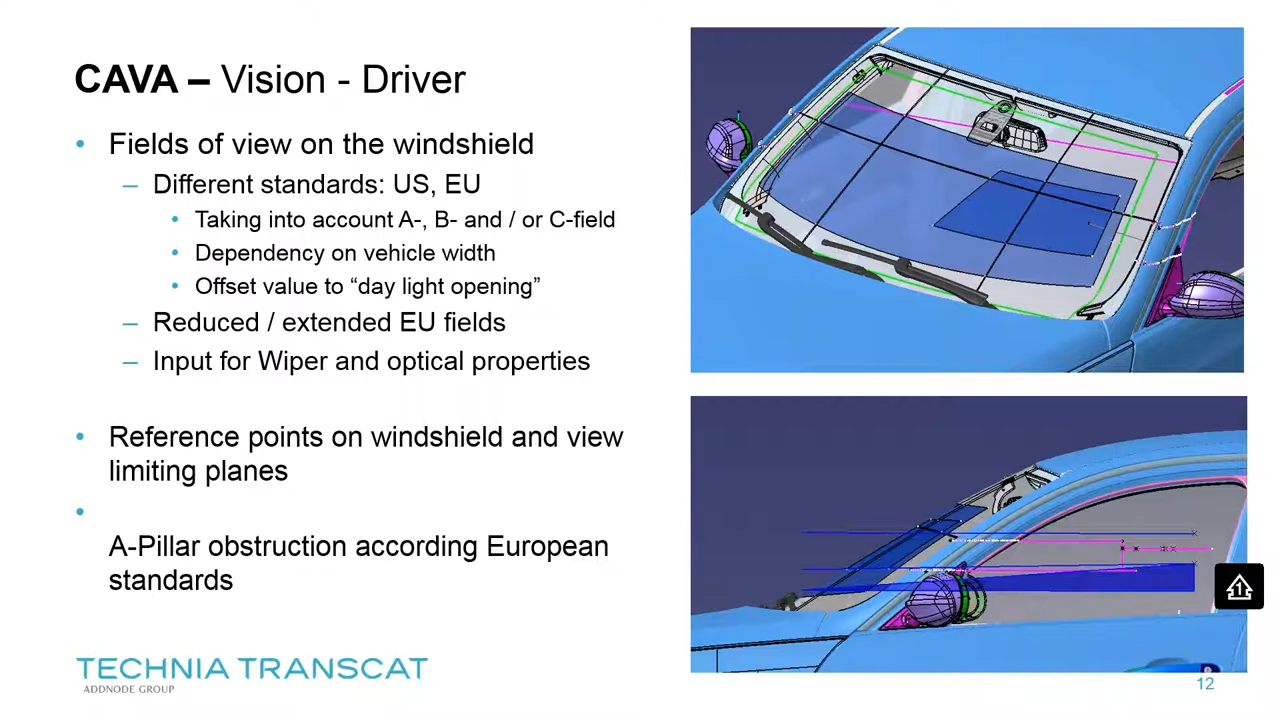 CAVA – Vision - Driver
• Fields of view on the windshield
– Different standards: US, EU
• Taking into account A-, B- and / or C-field
• Dependency on vehicle width
• Offset value to “day light opening”
– Reduced / extended EU fields
– Input for Wiper and optical properties
• Reference points on windshield and view
limiting planes
•
A-Pillar obstruction according European
standards
1
TECHNIA TRANSCAT
ADDNODE GROUP
12